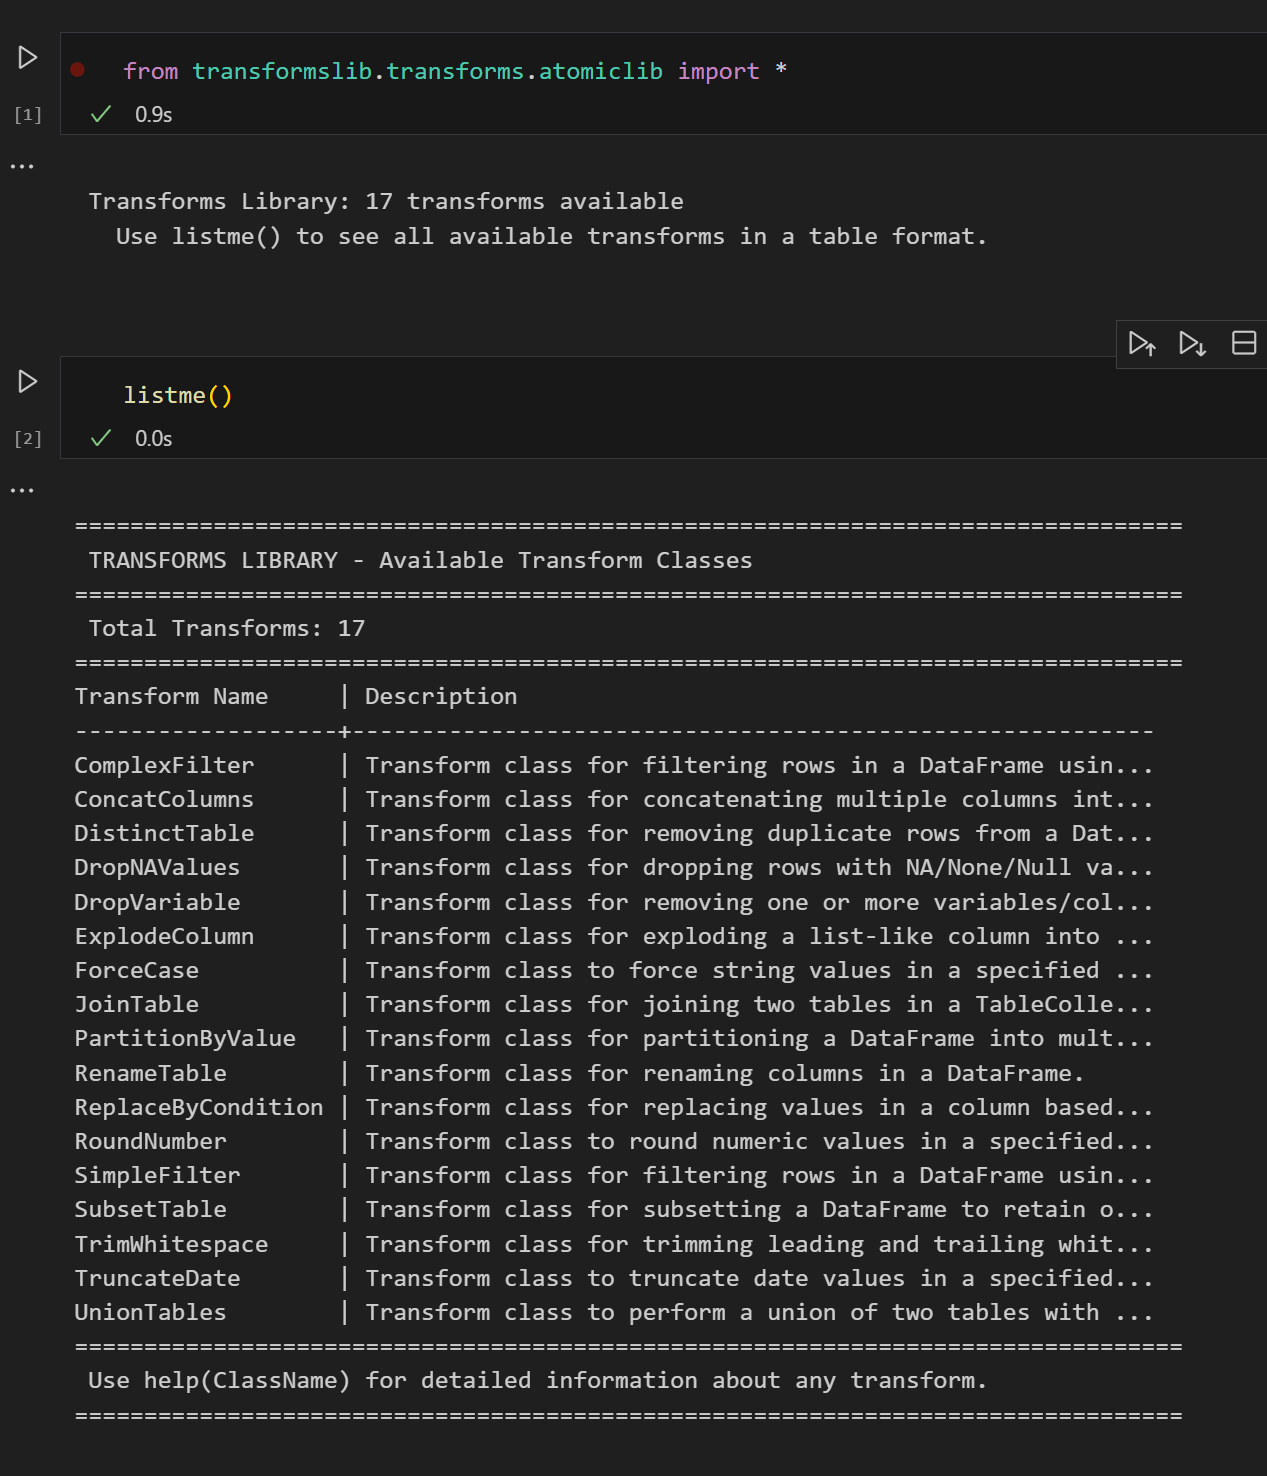 from transformslib.transforms.atomiclib import *
[1]
0.9s
...
Transforms Library: 17 transforms available
  Use listme() to see all available transforms in a table format.
listme()
[2]
0.0s
...
================================================================================
 TRANSFORMS LIBRARY - Available Transform Classes
================================================================================
 Total Transforms: 17
================================================================================
Transform Name     | Description
-------------------+----------------------------------------------------------
ComplexFilter      | Transform class for filtering rows in a DataFrame usin...
ConcatColumns      | Transform class for concatenating multiple columns int...
DistinctTable      | Transform class for removing duplicate rows from a Dat...
DropNAValues       | Transform class for dropping rows with NA/None/Null va...
DropVariable       | Transform class for removing one or more variables/col...
ExplodeColumn      | Transform class for exploding a list-like column into ...
ForceCase          | Transform class to force string values in a specified ...
JoinTable          | Transform class for joining two tables in a TableColle...
PartitionByValue   | Transform class for partitioning a DataFrame into mult...
RenameTable        | Transform class for renaming columns in a DataFrame.
ReplaceByCondition | Transform class for replacing values in a column based...
RoundNumber        | Transform class to round numeric values in a specified...
SimpleFilter       | Transform class for filtering rows in a DataFrame usin...
SubsetTable        | Transform class for subsetting a DataFrame to retain o...
TrimWhitespace     | Transform class for trimming leading and trailing whit...
TruncateDate       | Transform class to truncate date values in a specified...
UnionTables        | Transform class to perform a union of two tables with ...
================================================================================
 Use help(ClassName) for detailed information about any transform.
================================================================================